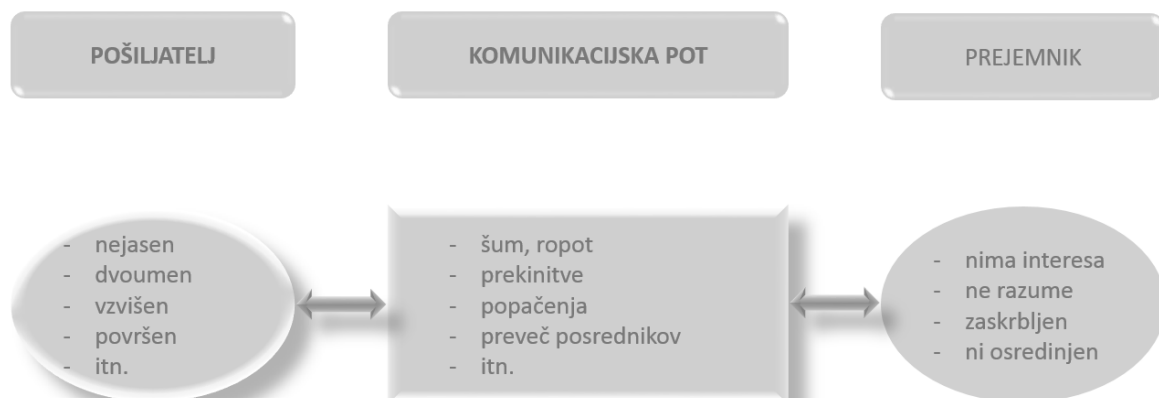 POŠILJATELJ
KOMUNIKACIJSKA POT
PREJEMNIK
- nejasen
- dvoumen
- vzvišen
- površen
- itn.
- šum, ropot
- prekinitve
- popačenja
- preveč posrednikov
- itn.
- nima interesa
- ne razume
- zaskrbljen
- ni osredinjen